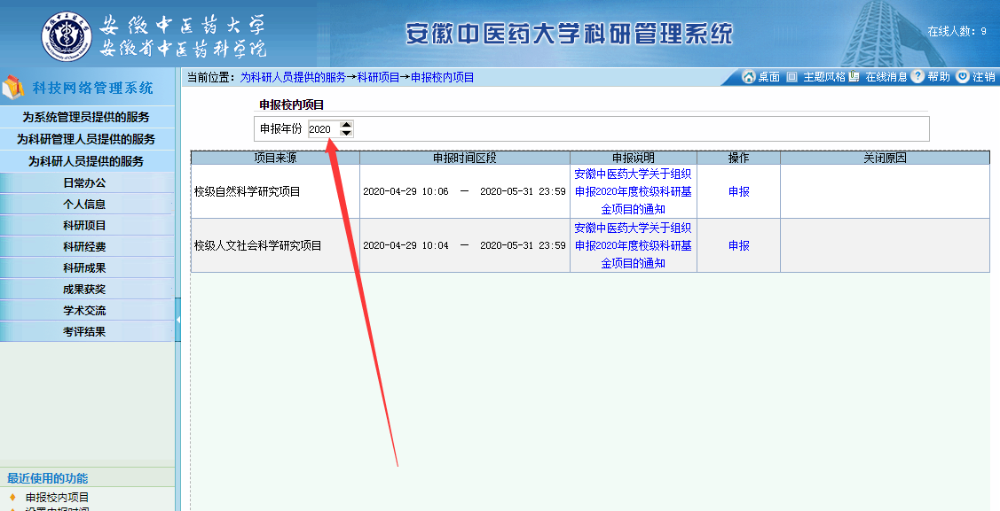 安徽中医药大学
安徽省中医药科学院
安徽中医药大学科研管理系统
在线人数: 9
科技网络管理系统
当前位置: 为科研人员提供的服务→科研项目→申报校内项目
桌面 主题风格 在线消息 帮助 注销
为系统管理员提供的服务
为科研管理人员提供的服务
为科研人员提供的服务
日常办公
个人信息
科研项目
科研经费
科研成果
成果获奖
学术交流
考评结果
最近使用的功能
申报校内项目
设置申报时间
申报校内项目
申报年份 2020
项目来源 申报时间区段 申报说明 操作 关闭原因
校级自然科学研究项目 2020-04-29 10:06 — 2020-05-31 23:59
安徽中医药大学关于组织
申报2020年度校级科研基
金项目的通知
申报
校级人文社会科学研究项目 2020-04-29 10:04 — 2020-05-31 23:59
安徽中医药大学关于组织
申报2020年度校级科研基
金项目的通知
申报